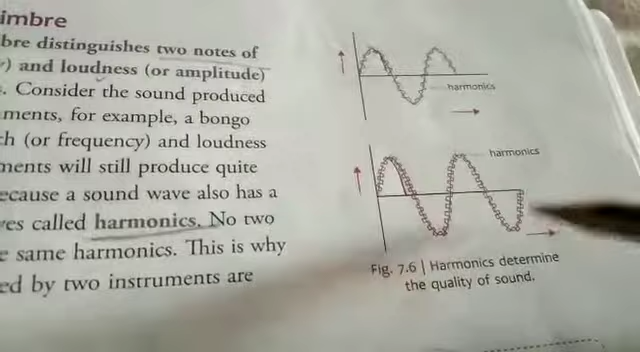 imbre
bre distinguishes two notes of
) and loudness (or amplitude)
. Consider the sound produced
ments, for example, a bongo
h (or frequency) and loudness
ments will still produce quite
ecause a sound wave also has a
es called harmonics. No two
e same harmonics. This is why
ed by two instruments are
harmonics
harmonics
Fig. 7.6 | Harmonics determine
the quality of sound.